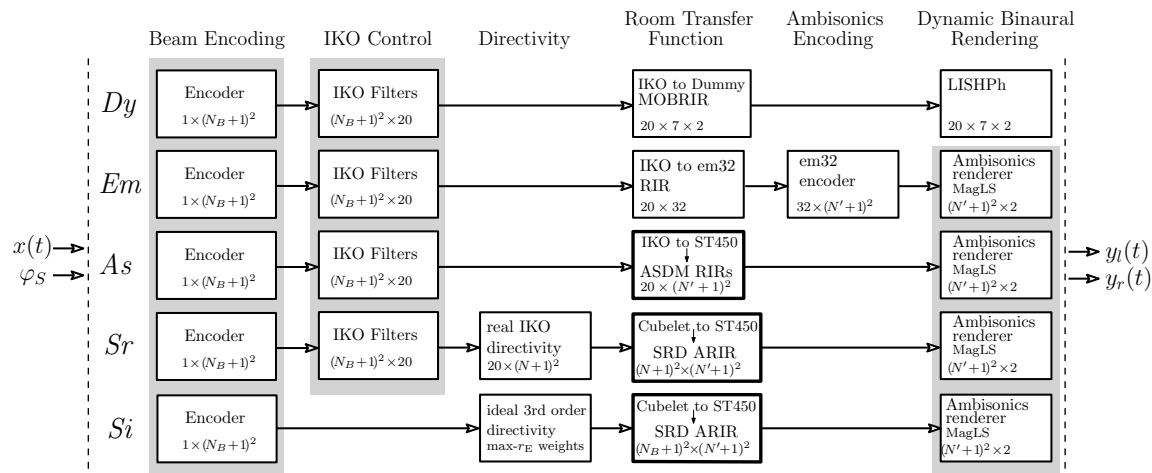 Beam Encoding
IKO Control
Directivity
Room Transfer
Function
Ambisonics
Encoding
Dynamic Binaural
Rendering
x(t)
φ_S
Dy
Encoder
1×(N_B+1)²
IKO Filters
(N_B+1)²×20
IKO to Dummy
MOBRIR
20 × 7 × 2
LISHPh
20 × 7 × 2
Em
Encoder
1×(N_B+1)²
IKO Filters
(N_B+1)²×20
IKO to em32
RIR
20 × 32
em32
encoder
32×(N′+1)²
Ambisonics
renderer
MagLS
(N′+1)²×2
As
Encoder
1×(N_B+1)²
IKO Filters
(N_B+1)²×20
IKO to ST450
ASDM RIRs
20 × (N′ + 1)²
Ambisonics
renderer
MagLS
(N′+1)²×2
Sr
Encoder
1×(N_B+1)²
IKO Filters
(N_B+1)²×20
real IKO
directivity
20×(N+1)²
Cubelet to ST450
SRD ARIR
(N+1)²×(N′+1)²
Ambisonics
renderer
MagLS
(N′+1)²×2
Si
Encoder
1×(N_B+1)²
ideal 3rd order
directivity
max-r_E weights
Cubelet to ST450
SRD ARIR
(N_B+1)²×(N′+1)²
Ambisonics
renderer
MagLS
(N′+1)²×2
y_l(t)
y_r(t)